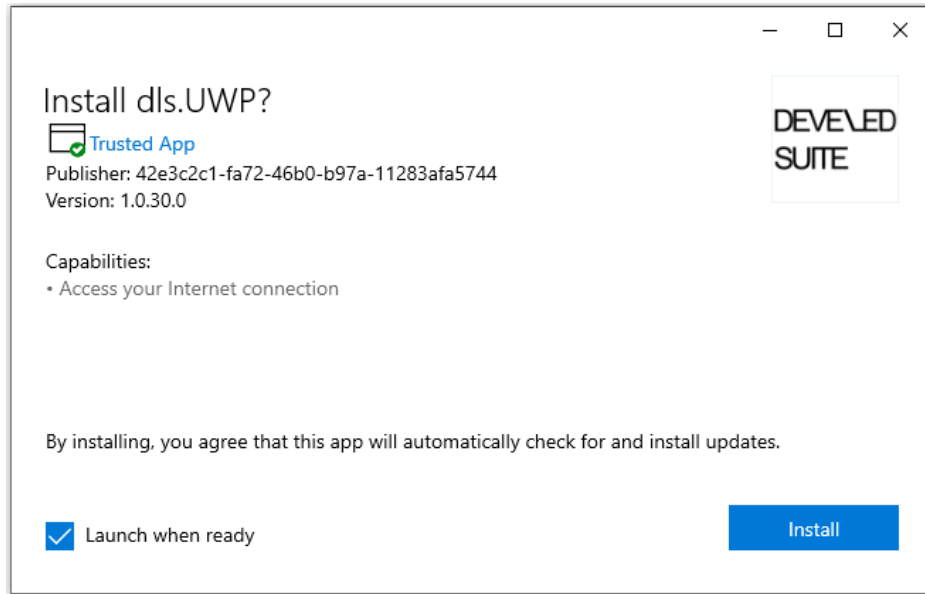 Install dls.UWP?
Trusted App
Publisher: 42e3c2c1-fa72-46b0-b97a-11283afa5744
Version: 1.0.30.0
DEVELED
SUITE
Capabilities:
• Access your Internet connection
By installing, you agree that this app will automatically check for and install updates.
Launch when ready
Install